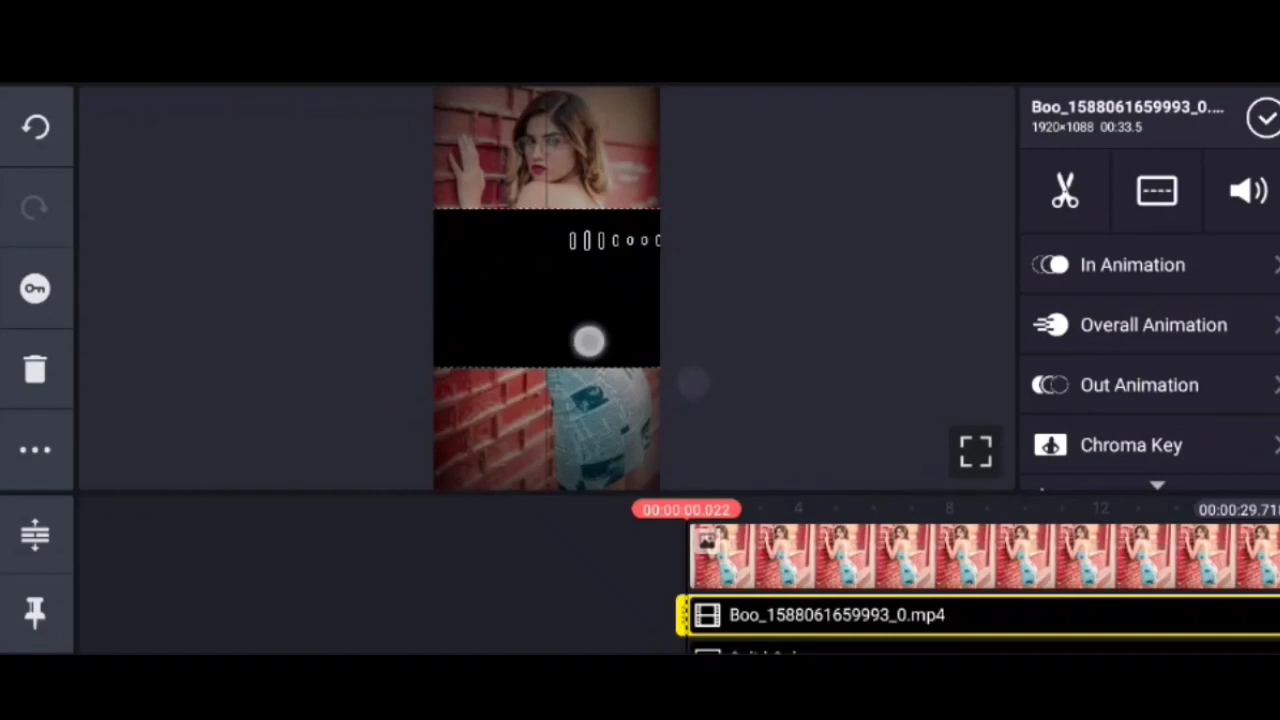 Boo_1588061659993_0....
1920×1088 00:33.5
In Animation
Overall Animation
Out Animation
Chroma Key
00:00:00.022
4
8
12
00:00:29.718
Boo_1588061659993_0.mp4